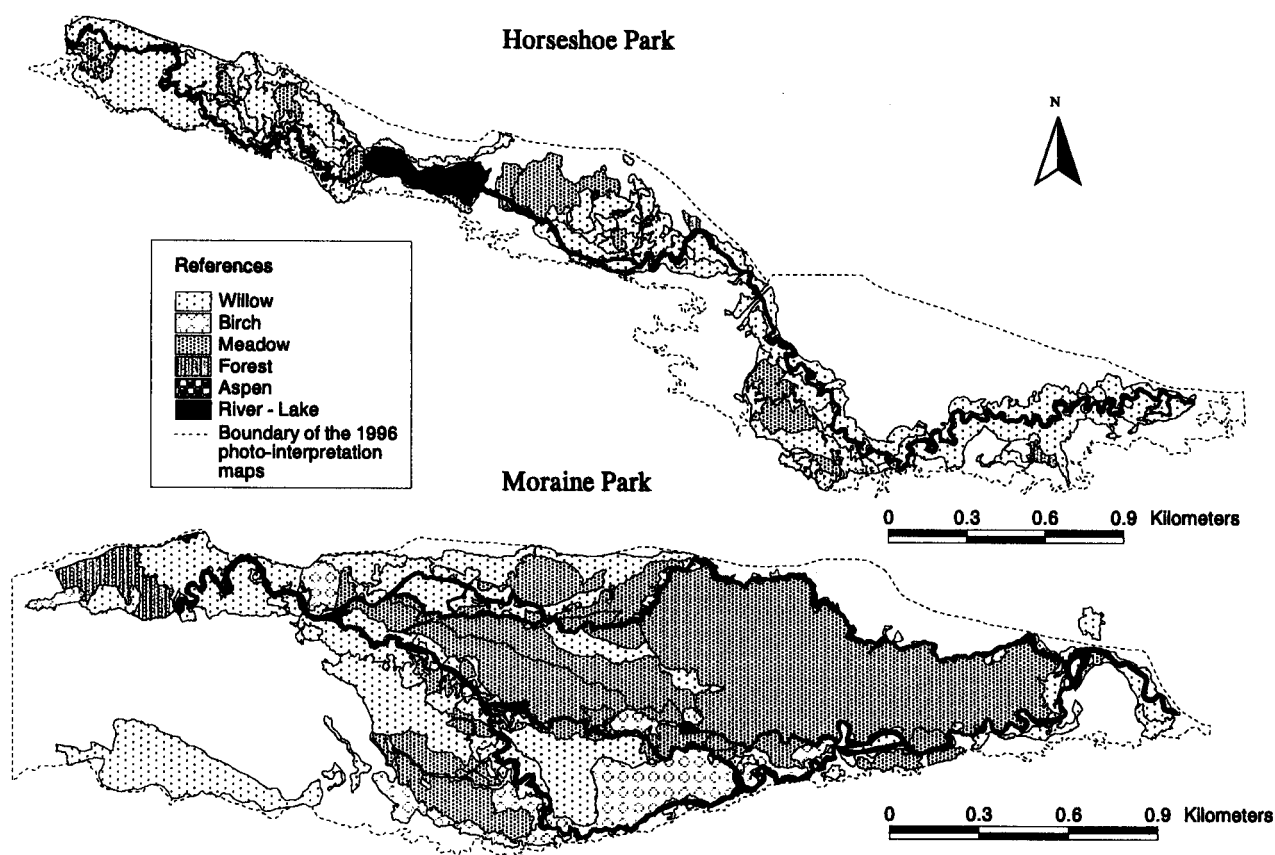 Horseshoe Park
N
References
Willow
Birch
Meadow
Forest
Aspen
River - Lake
Boundary of the 1996
photo-interpretation
maps
0 0.3 0.6 0.9 Kilometers
Moraine Park
0 0.3 0.6 0.9 Kilometers